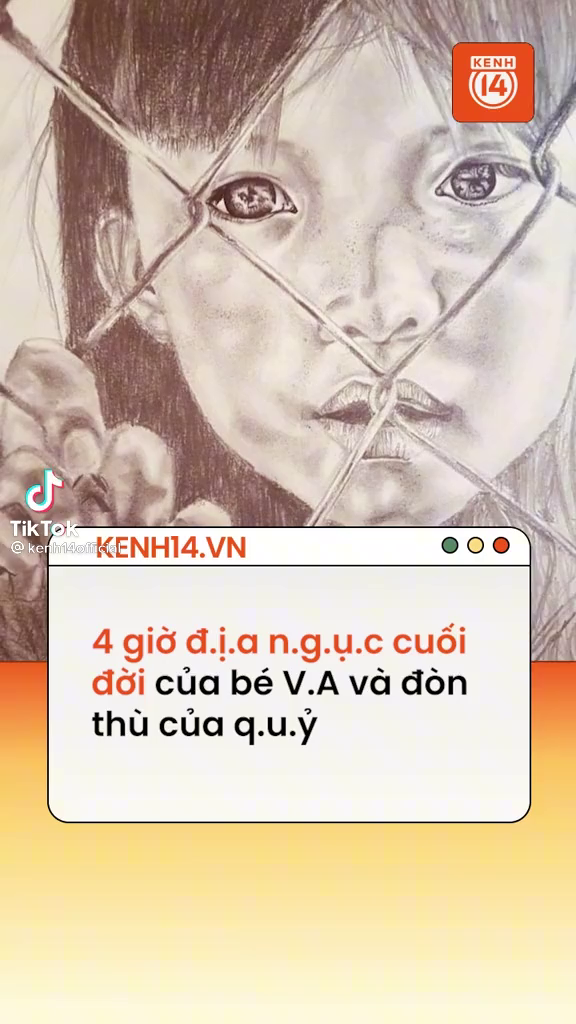 KENH
14
TikTok
@kenh14official
KENH14.VN
4 giờ đ.ị.a n.g.ụ.c cuối
đời của bé V.A và đòn
thù của q.u.ỷ